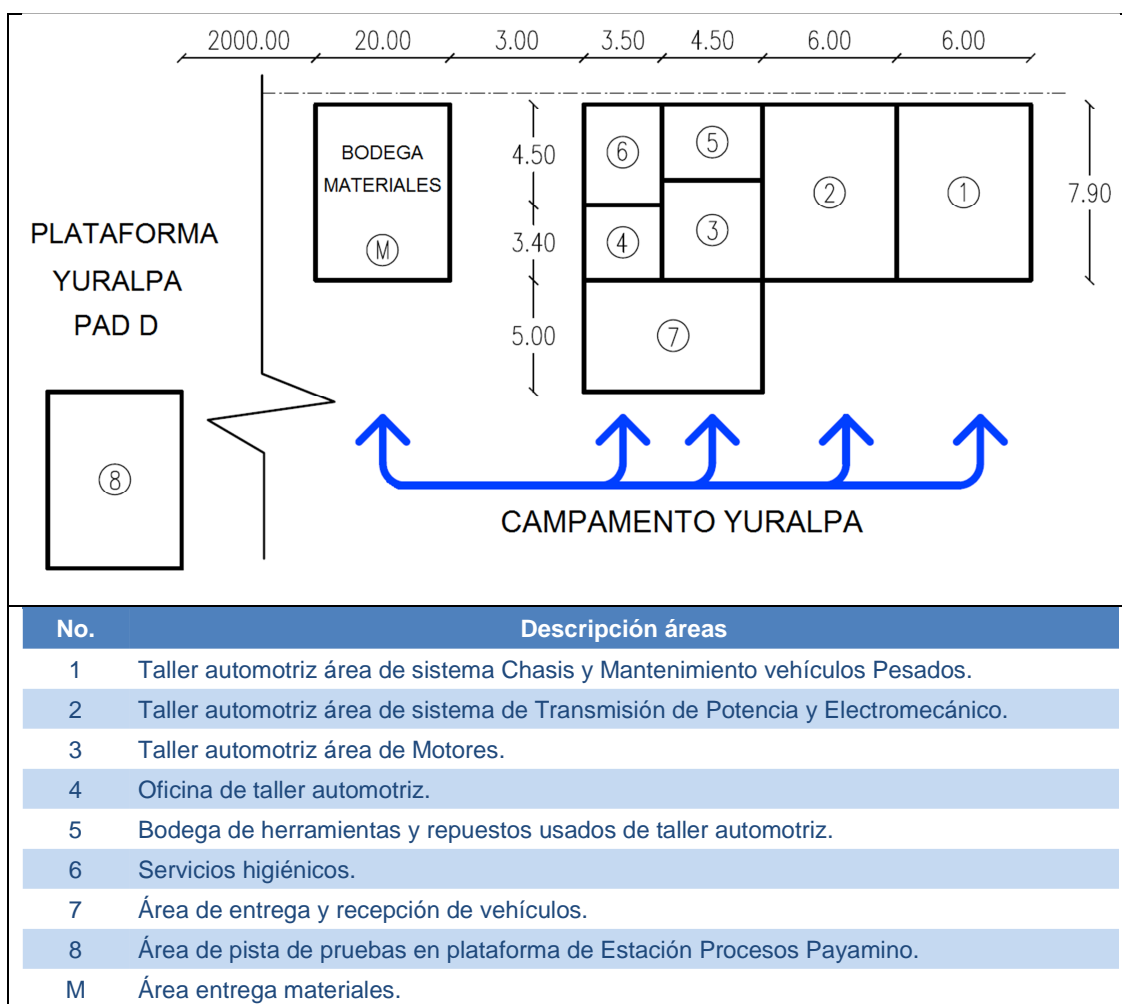 2000.00 20.00 3.00 3.50 4.50 6.00 6.00
BODEGA
MATERIALES
M
4.50
3.40
5.00
6
5
4
3
2
1
7
7.90
PLATAFORMA
YURALPA
PAD D
8
CAMPAMENTO YURALPA
No. Descripción áreas
1 Taller automotriz área de sistema Chasis y Mantenimiento vehículos Pesados.
2 Taller automotriz área de sistema de Transmisión de Potencia y Electromecánico.
3 Taller automotriz área de Motores.
4 Oficina de taller automotriz.
5 Bodega de herramientas y repuestos usados de taller automotriz.
6 Servicios higiénicos.
7 Área de entrega y recepción de vehículos.
8 Área de pista de pruebas en plataforma de Estación Procesos Payamino.
M Área entrega materiales.